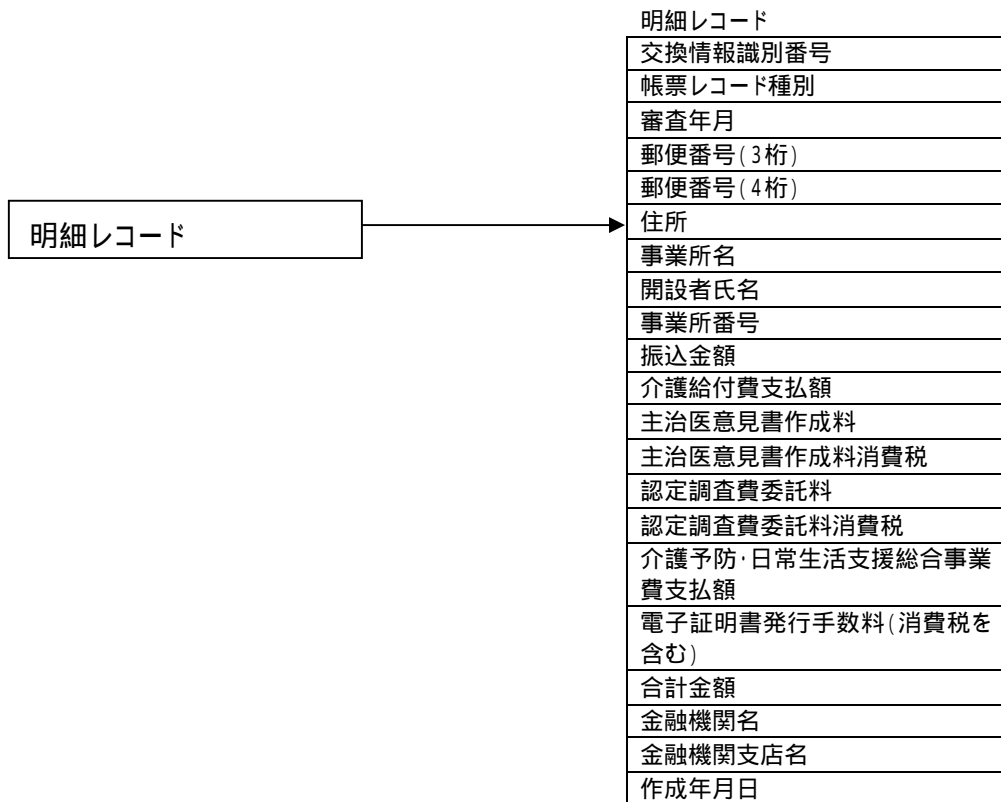 明細レコード
明細レコード
交換情報識別番号
帳票レコード種別
審査年月
郵便番号(3桁)
郵便番号(4桁)
住所
事業所名
開設者氏名
事業所番号
振込金額
介護給付費支払額
主治医意見書作成料
主治医意見書作成料消費税
認定調査費委託料
認定調査費委託料消費税
介護予防･日常生活支援総合事業
費支払額
電子証明書発行手数料(消費税を
含む)
合計金額
金融機関名
金融機関支店名
作成年月日